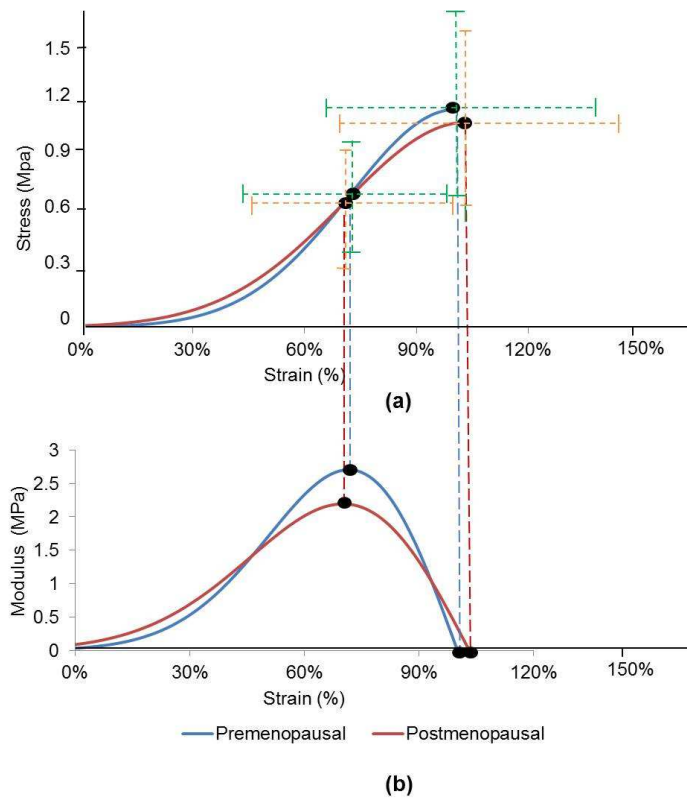 1.5
1.2
0.9
0.6
0.3
0
Stress (Mpa)
0% 30% 60% 90% 120% 150%
Strain (%)
(a)
3
2.5
2
1.5
1
0.5
0
Modulus (MPa)
0% 30% 60% 90% 120% 150%
Strain (%)
Premenopausal Postmenopausal
(b)